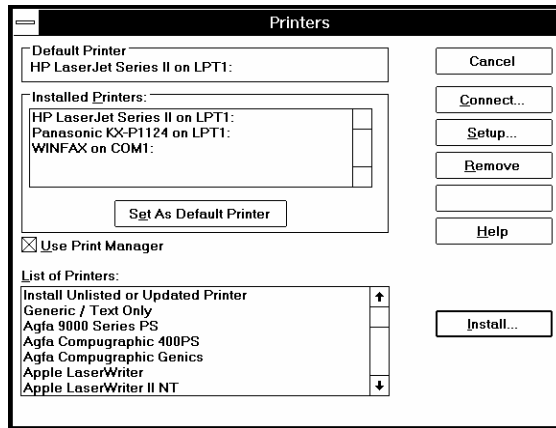 Printers
Default Printer
HP LaserJet Series II on LPT1:
Installed Printers:
HP LaserJet Series II on LPT1:
Panasonic KX-P1124 on LPT1:
WINFAX on COM1:
Set As Default Printer
Use Print Manager
List of Printers:
Install Unlisted or Updated Printer
Generic / Text Only
Agfa 9000 Series PS
Agfa Compugraphic 400PS
Agfa Compugraphic Genics
Apple LaserWriter
Apple LaserWriter II NT
Cancel
Connect...
Setup...
Remove
Help
Install...